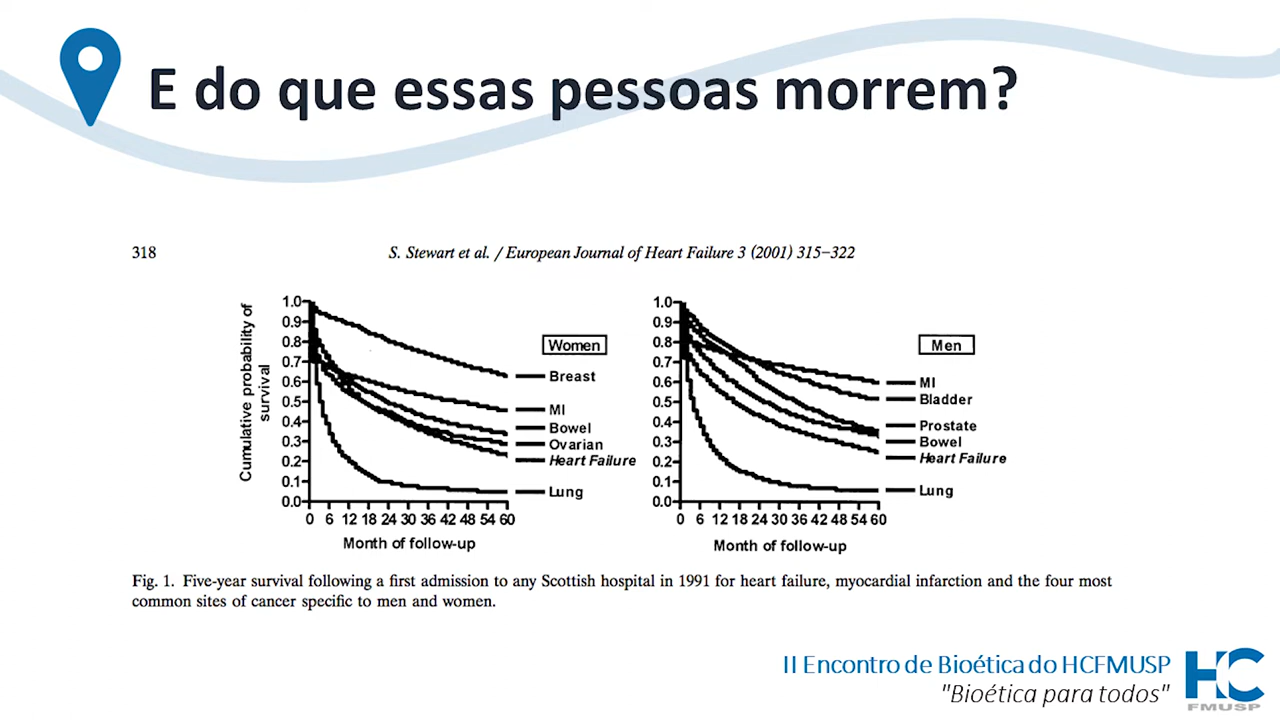 E do que essas pessoas morrem?
318
S. Stewart et al. / European Journal of Heart Failure 3 (2001) 315–322
Cumulative probability of
survival
1.0
0.9
0.8
0.7
0.6
0.5
0.4
0.3
0.2
0.1
0.0
Women
Breast
MI
Bowel
Ovarian
Heart Failure
Lung
0 6 12 18 24 30 36 42 48 54 60
Month of follow-up
1.0
0.9
0.8
0.7
0.6
0.5
0.4
0.3
0.2
0.1
0.0
Men
MI
Bladder
Prostate
Bowel
Heart Failure
Lung
0 6 12 18 24 30 36 42 48 54 60
Month of follow-up
Fig. 1. Five-year survival following a first admission to any Scottish hospital in 1991 for heart failure, myocardial infarction and the four most
common sites of cancer specific to men and women.
II Encontro de Bioética do HCFMUSP
"Bioética para todos"
HC
FMUSP